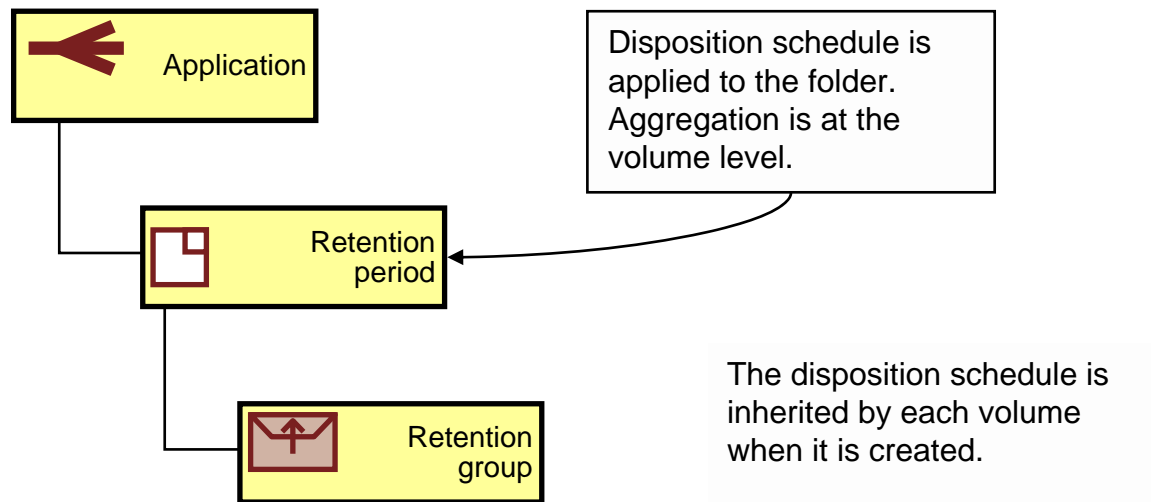 Application
Disposition schedule is
applied to the folder.
Aggregation is at the
volume level.
Retention
period
The disposition schedule is
inherited by each volume
when it is created.
Retention
group